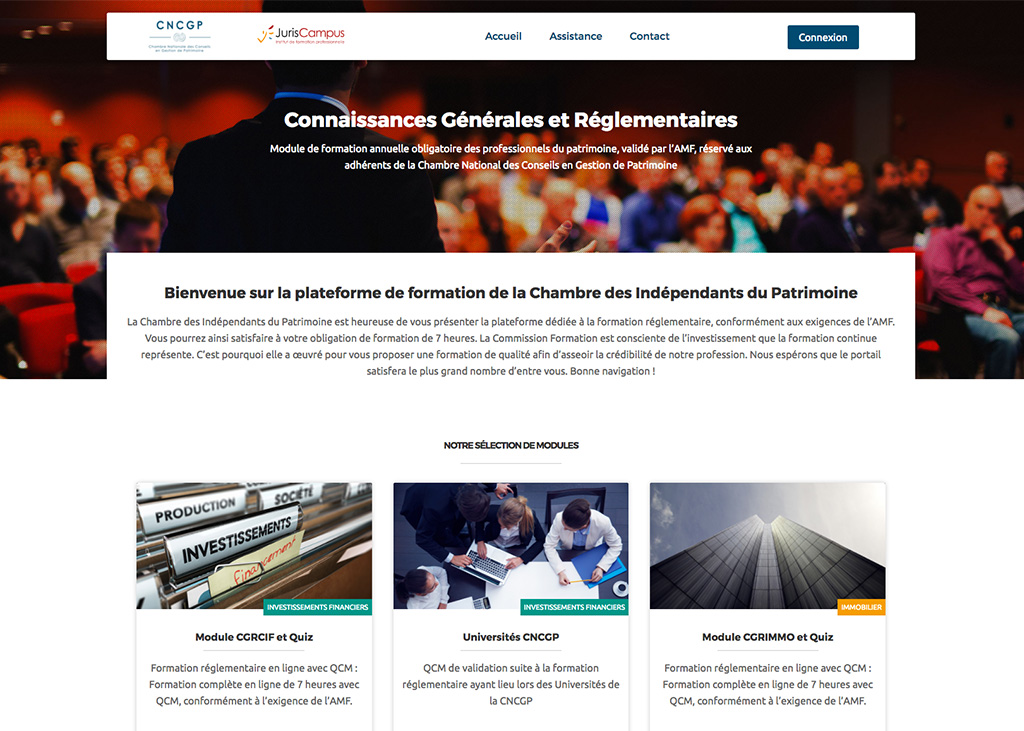 CNCGP
Chambre Nationale des Conseils
en Gestion de Patrimoine
JurisCampus
Institut de formation professionnelle
Accueil
Assistance
Contact
Connexion
Connaissances Générales et Réglementaires
Module de formation annuelle obligatoire des professionnels du patrimoine, validé par l'AMF, réservé aux
adhérents de la Chambre National des Conseils en Gestion de Patrimoine
Bienvenue sur la plateforme de formation de la Chambre des Indépendants du Patrimoine
La Chambre des Indépendants du Patrimoine est heureuse de vous présenter la plateforme dédiée à la formation réglementaire, conformément aux exigences de l'AMF.
Vous pourrez ainsi satisfaire à votre obligation de formation de 7 heures. La Commission Formation est consciente de l'investissement que la formation continue
représente. C'est pourquoi elle a œuvré pour vous proposer une formation de qualité afin d'asseoir la crédibilité de notre profession. Nous espérons que le portail
satisfera le plus grand nombre d'entre vous. Bonne navigation !
NOTRE SÉLECTION DE MODULES
PRODUCTION
SOCIÉTÉ
INVESTISSEMENTS
Financement
INVESTISSEMENTS FINANCIERS
Module CGRCIF et Quiz
Formation réglementaire en ligne avec QCM :
Formation complète en ligne de 7 heures avec
QCM, conformément à l'exigence de l'AMF.
INVESTISSEMENTS FINANCIERS
Universités CNCGP
QCM de validation suite à la formation
réglementaire ayant lieu lors des Universités de
la CNCGP
IMMOBILIER
Module CGRIMMO et Quiz
Formation réglementaire en ligne avec QCM :
Formation complète en ligne de 7 heures avec
QCM, conformément à l'exigence de l'AMF.